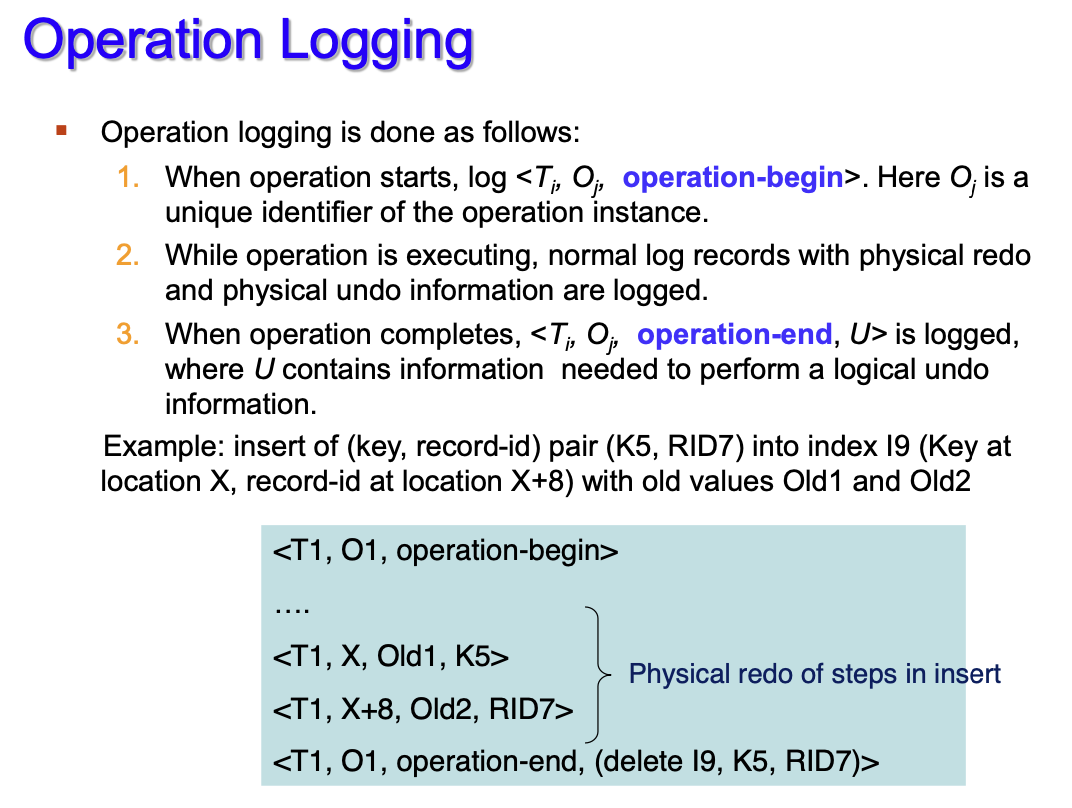 Operation Logging
▪ Operation logging is done as follows:
1. When operation starts, log <Ti, Oj, operation-begin>. Here Oj is a
unique identifier of the operation instance.
2. While operation is executing, normal log records with physical redo
and physical undo information are logged.
3. When operation completes, <Ti, Oj, operation-end, U> is logged,
where U contains information needed to perform a logical undo
information.
Example: insert of (key, record-id) pair (K5, RID7) into index I9 (Key at
location X, record-id at location X+8) with old values Old1 and Old2
<T1, O1, operation-begin>
….
<T1, X, Old1, K5>
Physical redo of steps in insert
<T1, X+8, Old2, RID7>
<T1, O1, operation-end, (delete I9, K5, RID7)>